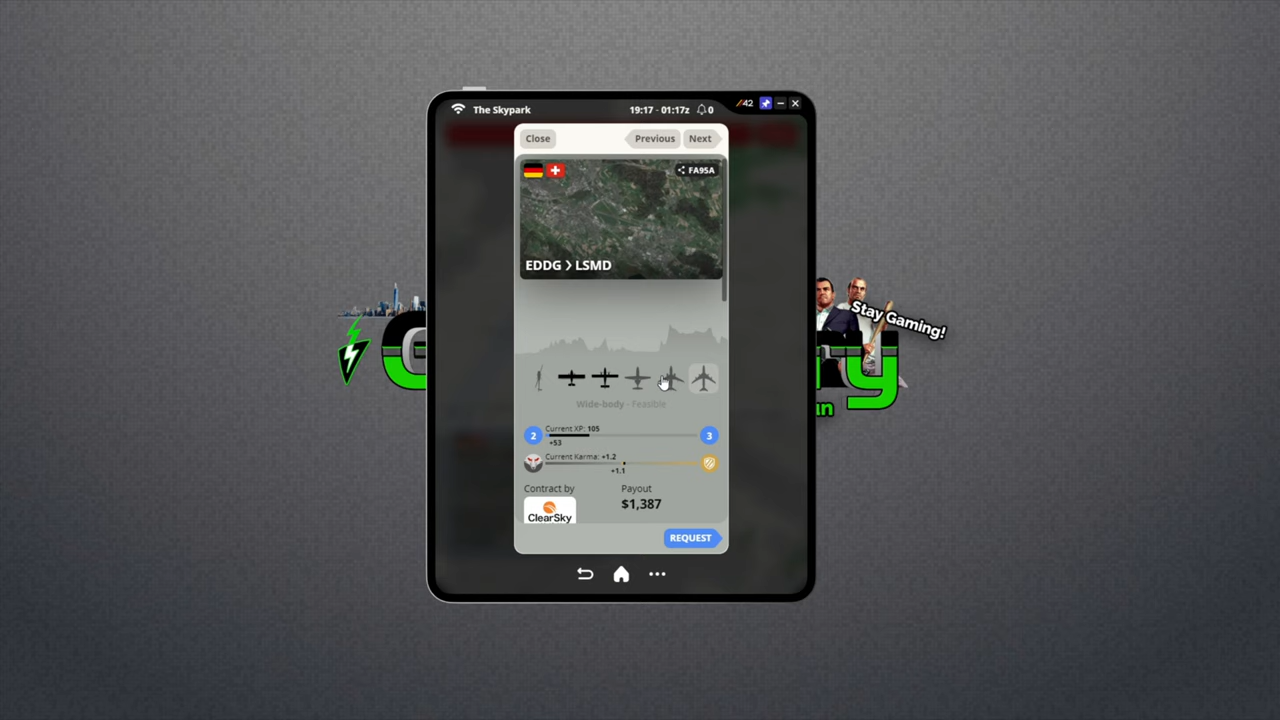 The Skypark
19:17 - 01:17z
0
42
Close
Previous
Next
FA95A
EDDG › LSMD
Stay Gaming!
Wide-body - Feasible
2
Current XP: 105
+53
3
Current Karma: +1.2
+1.1
Contract by
Payout
ClearSky
$1,387
REQUEST